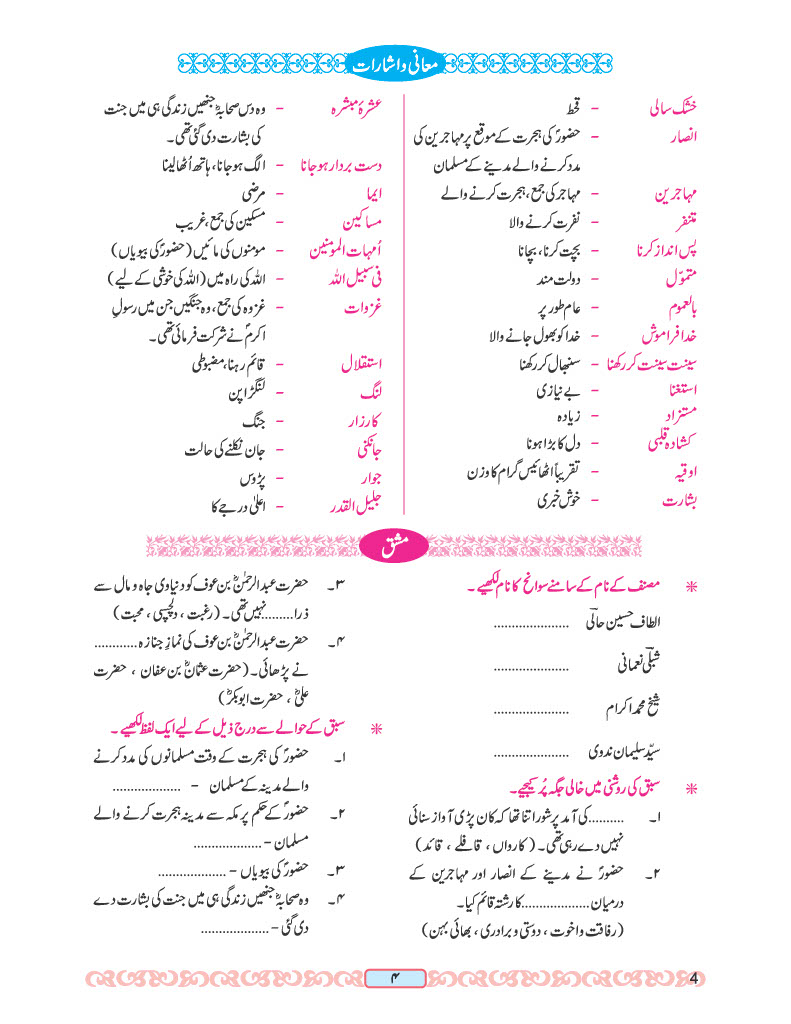 معانی و اشارات
خشک سالی - قحط
انصار - حضورؐ کی ہجرت کے موقع پر مہاجرین کی
مدد کرنے والے مدینے کے مسلمان
مہاجرین - مہاجر کی جمع، ہجرت کرنے والے
متنفر - نفرت کرنے والا
پس انداز کرنا - بچت کرنا، بچانا
متموّل - دولت مند
بالعموم - عام طور پر
خدا فراموش - خدا کو بھول جانے والا
سینت سینت کر رکھنا - سنبھال کر رکھنا
استغنا - بے نیازی
مستزاد - زیادہ
کشادہ قلبی - دل کا بڑا ہونا
اوقیہ - تقریباً اٹھائیس گرام کا وزن
بشارت - خوش خبری
عشرۂ مبشرہ - وہ دس صحابہؓ جنھیں زندگی ہی میں جنت
کی بشارت دی گئی تھی۔
دست بردار ہو جانا - الگ ہو جانا، ہاتھ اُٹھا لینا
ایما - مرضی
مساکین - مسکین کی جمع، غریب
اُمہات المومنین - مومنوں کی مائیں (حضورؐ کی بیویاں)
فی سبیل اللہ - اللہ کی راہ میں (اللہ کی خوشی کے لیے)
غزوات - غزوہ کی جمع، وہ جنگیں جن میں رسولِ
اکرمؐ نے شرکت فرمائی تھی۔
استقلال - قائم رہنا، مضبوطی
لنگ - لنگڑا پن
کارزار - جنگ
جانکنی - جان نکلنے کی حالت
جوار - پڑوس
جلیل القدر - اعلیٰ درجے کا
مشق
* مصنف کے نام کے سامنے سوانح کا نام لکھیے۔
الطاف حسین حالیؔ .....................
شبلیؔ نعمانی .....................
شیخ محمد اکرام .....................
سیّد سلیمان ندوی .....................
* سبق کی روشنی میں خالی جگہ پُر کیجیے۔
۱۔ ..........کی آمد پر شور اتنا تھا کہ کان پڑی آواز سنائی
نہیں دے رہی تھی۔ (کارواں ، قافلے ، قائد)
۲۔ حضورؐ نے مدینے کے انصار اور مہاجرین کے
درمیان...................کا رشتہ قائم کیا۔
(رفاقت و اخوت ، دوستی و برادری ، بھائی بہن)
۳۔ حضرت عبدالرحمٰنؓ بن عوف کو دنیاوی جاہ و مال سے
ذرا.........نہیں تھی۔ (رغبت ، دلچسپی ، محبت)
۴۔ حضرت عبدالرحمٰنؓ بن عوف کی نمازِ جنازہ............
نے پڑھائی۔ (حضرت عثمانؓ بن عفان ، حضرت
علیؓ ، حضرت ابوبکرؓ)
* سبق کے حوالے سے درج ذیل کے لیے ایک لفظ لکھیے۔
۱۔ حضورؐ کی ہجرت کے وقت مسلمانوں کی مدد کرنے
والے مدینہ کے مسلمان - ...................
۲۔ حضورؐ کے حکم پر مکہ سے مدینہ ہجرت کرنے والے
مسلمان - ...................
۳۔ حضورؐ کی بیویاں - ...................
۴۔ وہ صحابہؓ جنھیں زندگی ہی میں جنت کی بشارت دے
دی گئی - ...................
۴
4